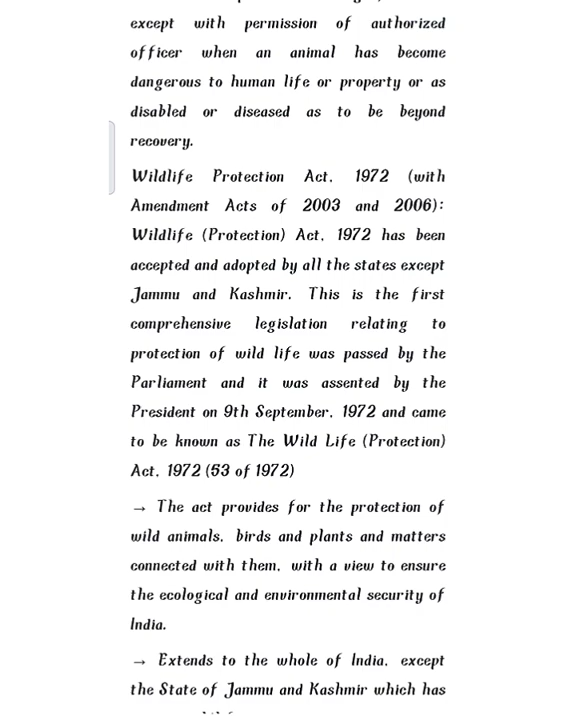 except with permission of authorized
officer when an animal has become
dangerous to human life or property or as
disabled or diseased as to be beyond
recovery.
Wildlife Protection Act, 1972 (with
Amendment Acts of 2003 and 2006):
Wildlife (Protection) Act, 1972 has been
accepted and adopted by all the states except
Jammu and Kashmir. This is the first
comprehensive legislation relating to
protection of wild life was passed by the
Parliament and it was assented by the
President on 9th September, 1972 and came
to be known as The Wild Life (Protection)
Act, 1972 (53 of 1972)
→ The act provides for the protection of
wild animals, birds and plants and matters
connected with them, with a view to ensure
the ecological and environmental security of
India.
→ Extends to the whole of India, except
the State of Jammu and Kashmir which has